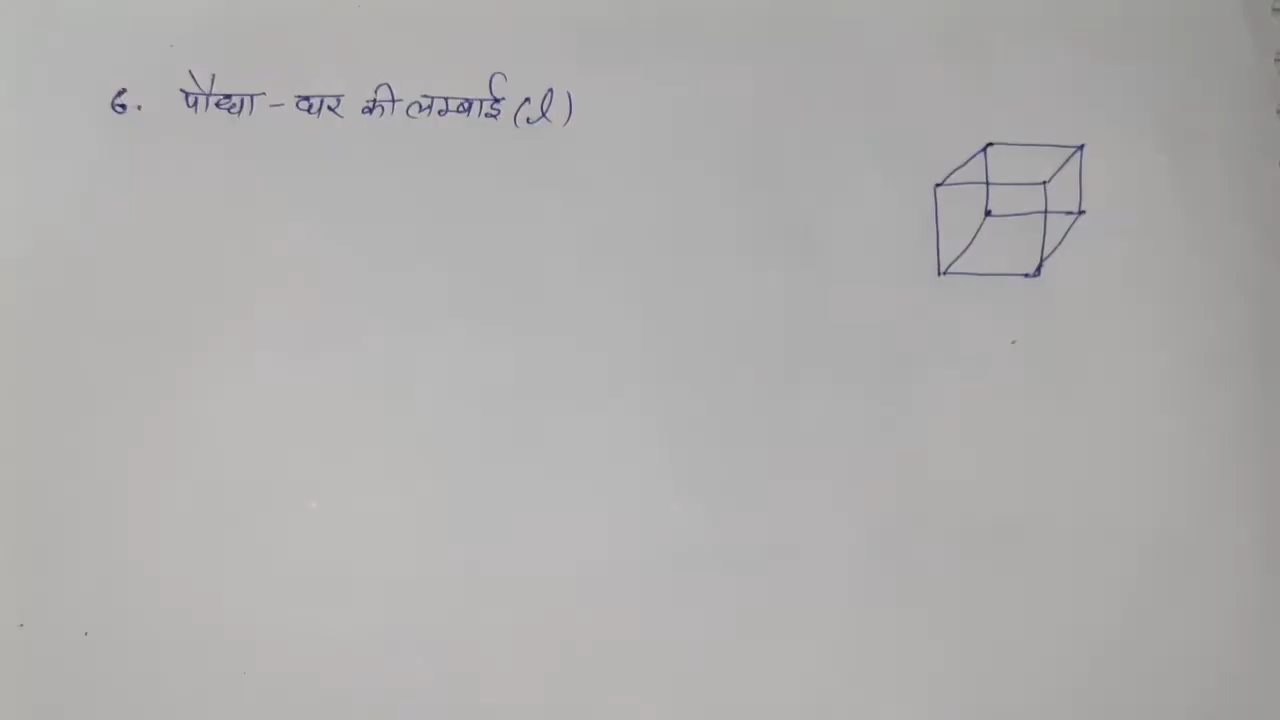 6. पौधा - घर की लम्बाई (l)